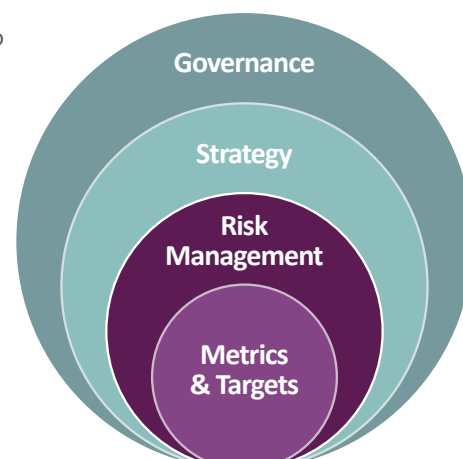 Governance
Strategy
Risk
Management
Metrics
& Targets